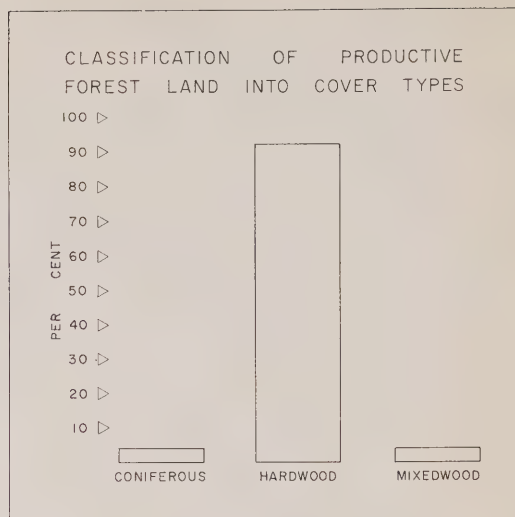 CLASSIFICATION OF PRODUCTIVE
FOREST LAND INTO COVER TYPES
100
90
80
70
60
50
40
30
20
10
PER CENT
CONIFEROUS HARDWOOD MIXEDWOOD